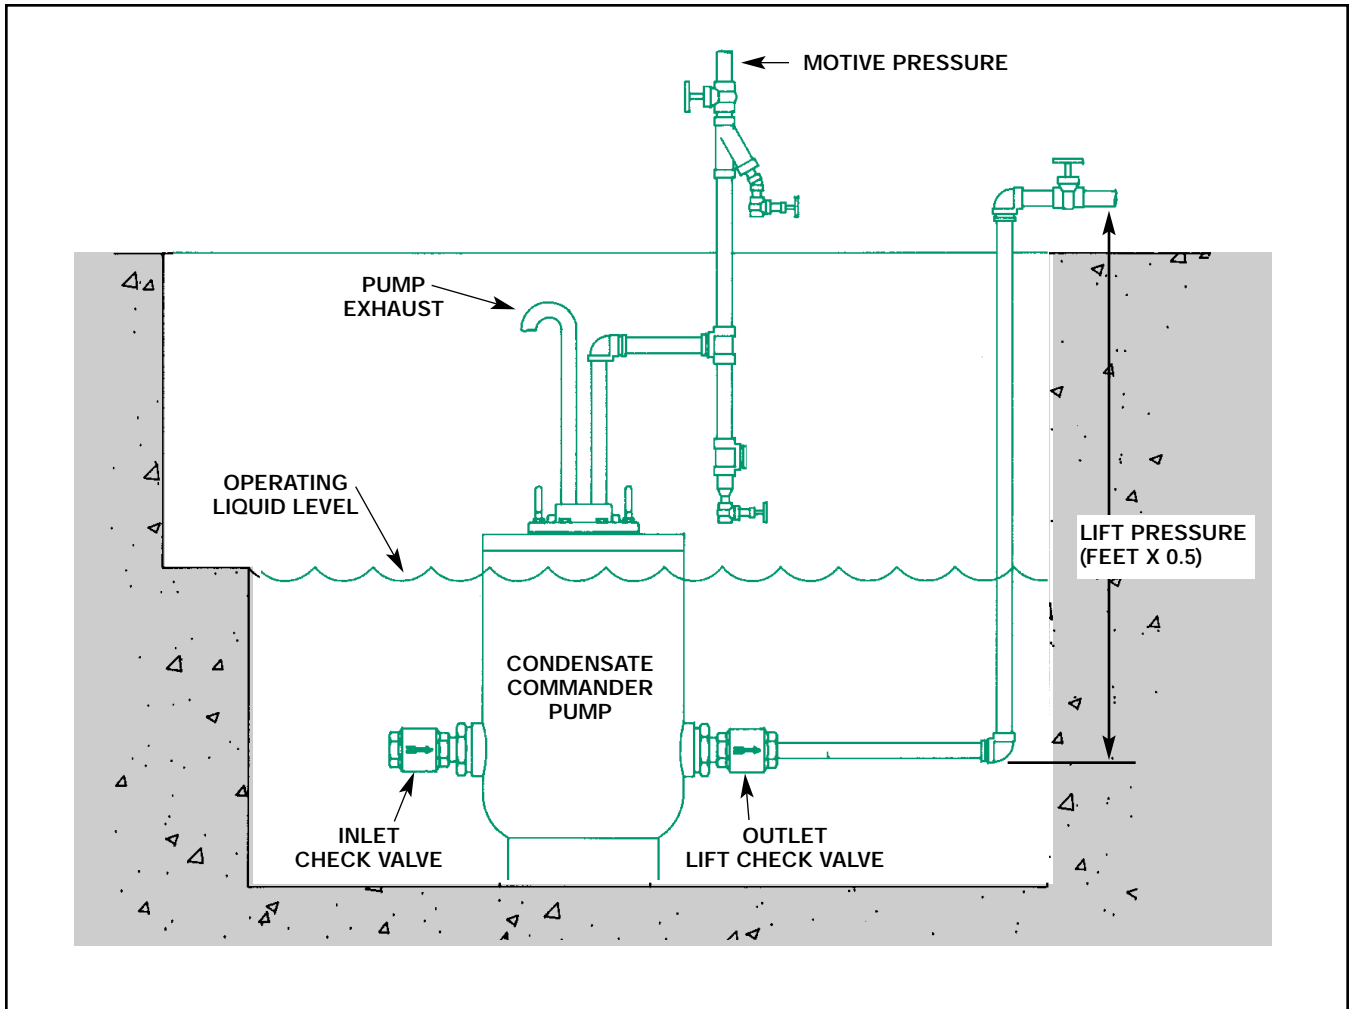 MOTIVE PRESSURE
PUMP
EXHAUST
OPERATING
LIQUID LEVEL
LIFT PRESSURE
(FEET X 0.5)
CONDENSATE
COMMANDER
PUMP
INLET
CHECK VALVE
OUTLET
LIFT CHECK VALVE